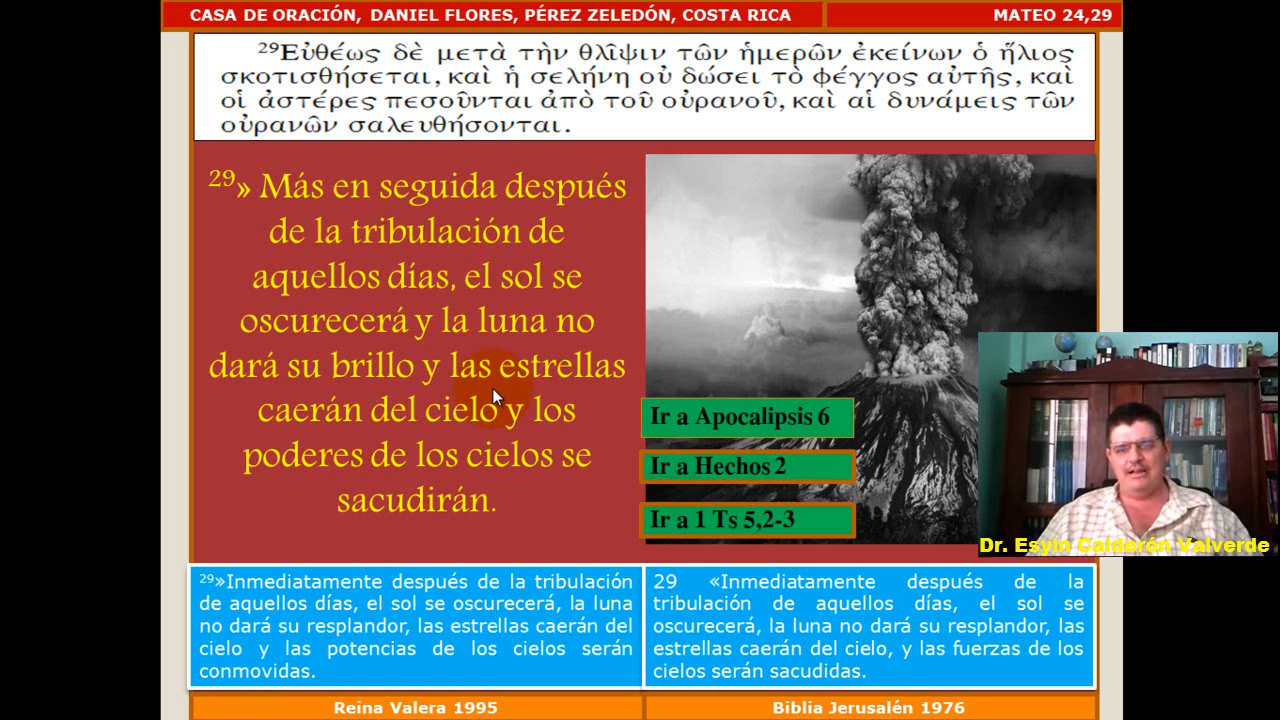 CASA DE ORACIÓN, DANIEL FLORES, PÉREZ ZELEDÓN, COSTA RICA
MATEO 24,29
29Εὐθέως δὲ μετὰ τὴν θλῖψιν τῶν ἡμερῶν ἐκείνων ὁ ἥλιος
σκοτισθήσεται, καὶ ἡ σελήνη οὐ δώσει τὸ φέγγος αὐτῆς, καὶ
οἱ ἀστέρες πεσοῦνται ἀπὸ τοῦ οὐρανοῦ, καὶ αἱ δυνάμεις τῶν
οὐρανῶν σαλευθήσονται.
29» Más en seguida después
de la tribulación de
aquellos días, el sol se
oscurecerá y la luna no
dará su brillo y las estrellas
caerán del cielo y los
poderes de los cielos se
sacudirán.
Ir a Apocalipsis 6
Ir a Hechos 2
Ir a 1 Ts 5,2-3
Dr. Esyin Calderón Valverde
29»Inmediatamente después de la tribulación
de aquellos días, el sol se oscurecerá, la luna
no dará su resplandor, las estrellas caerán del
cielo y las potencias de los cielos serán
conmovidas.
29 «Inmediatamente después de la
tribulación de aquellos días, el sol se
oscurecerá, la luna no dará su resplandor, las
estrellas caerán del cielo, y las fuerzas de los
cielos serán sacudidas.
Reina Valera 1995
Biblia Jerusalén 1976